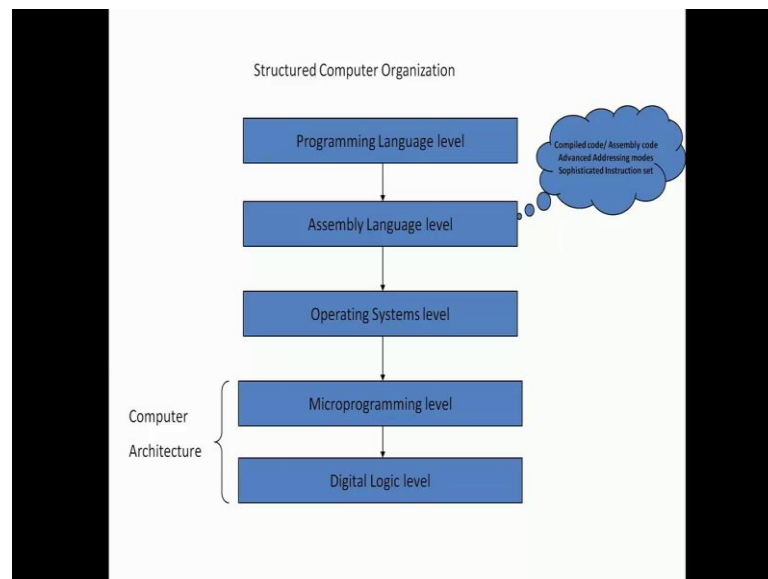 Structured Computer Organization
Programming Language level
Compiled code/ Assembly code
Advanced Addressing modes
Sophisticated Instruction set
Assembly Language level
Operating Systems level
Microprogramming level
Computer
Architecture
Digital Logic level